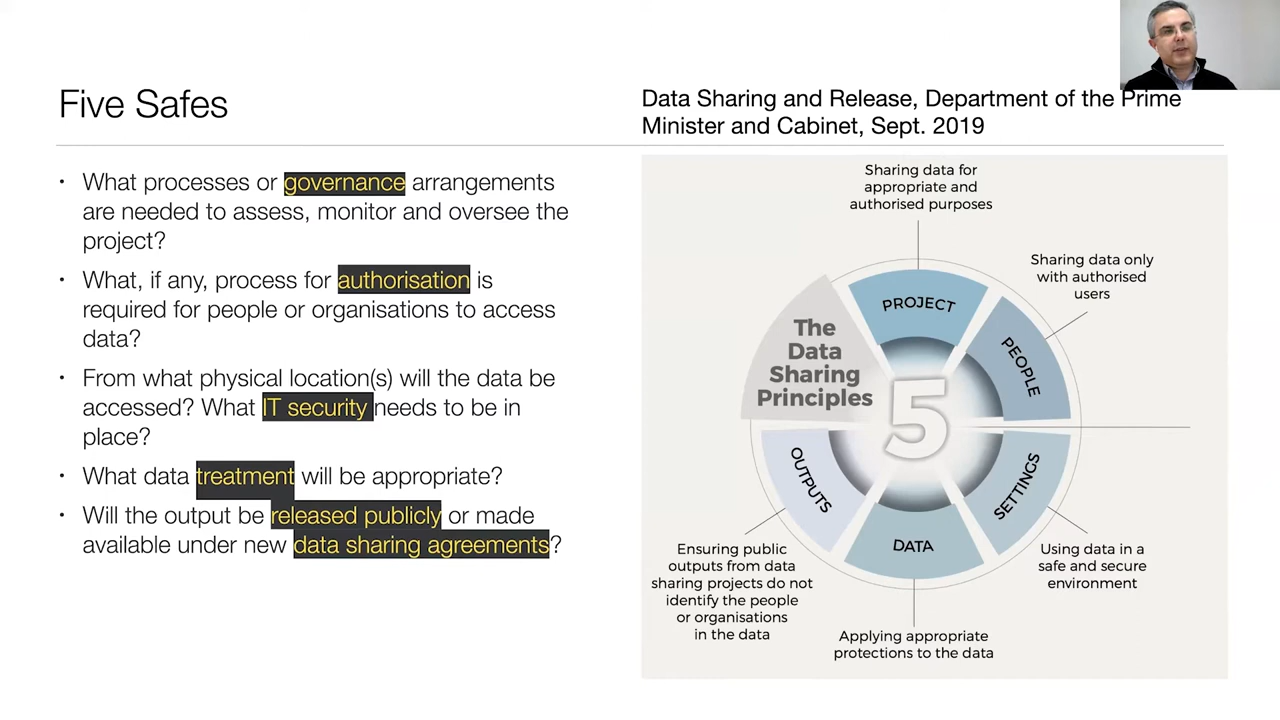 Five Safes
Data Sharing and Release, Department of the Prime
Minister and Cabinet, Sept. 2019
• What processes or governance arrangements
are needed to assess, monitor and oversee the
project?
• What, if any, process for authorisation is
required for people or organisations to access
data?
• From what physical location(s) will the data be
accessed? What IT security needs to be in
place?
• What data treatment will be appropriate?
• Will the output be released publicly or made
available under new data sharing agreements?
Sharing data for
appropriate and
authorised purposes
Sharing data only
with authorised
users
PROJECT
PEOPLE
The
Data
Sharing
Principles
5
OUTPUTS
SETTINGS
DATA
Ensuring public
outputs from data
sharing projects do not
identify the people
or organisations
in the data
Using data in a
safe and secure
environment
Applying appropriate
protections to the data